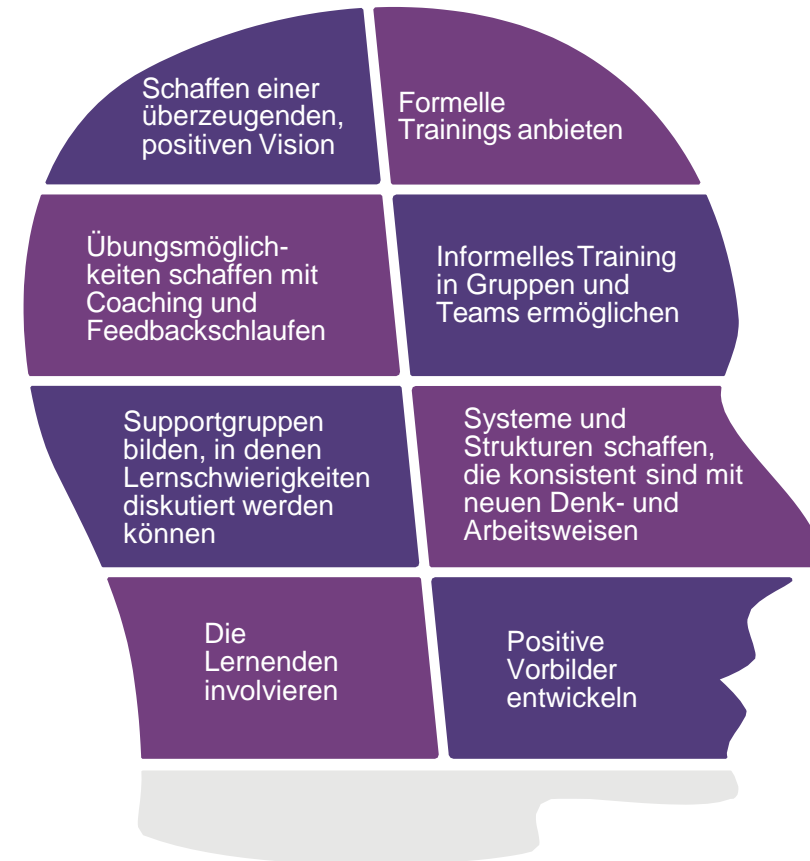 Schaffen einer
überzeugenden,
positiven Vision
Formelle
Trainings anbieten
Übungsmöglich-
keiten schaffen mit
Coaching und
Feedbackschlaufen
Informelles Training
in Gruppen und
Teams ermöglichen
Supportgruppen
bilden, in denen
Lernschwierigkeiten
diskutiert werden
können
Systeme und
Strukturen schaffen,
die konsistent sind mit
neuen Denk- und
Arbeitsweisen
Die
Lernenden
involvieren
Positive
Vorbilder
entwickeln